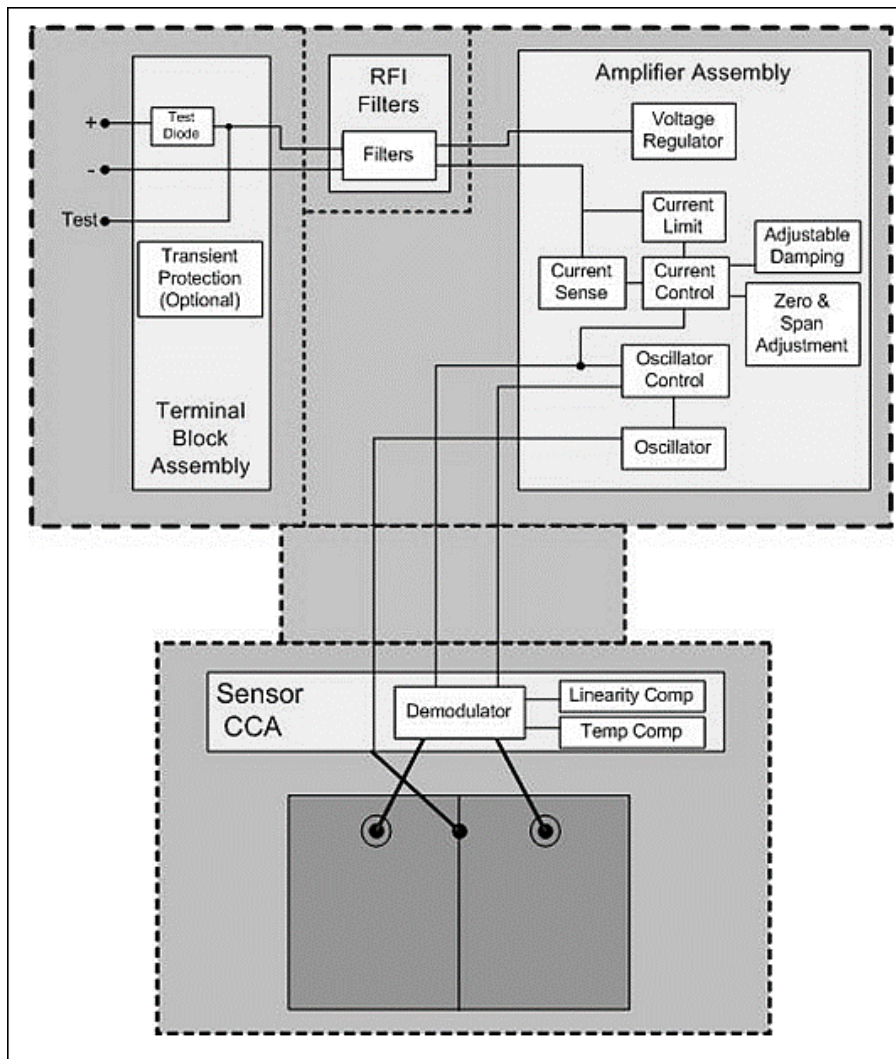 +
Test
Diode
-
Test
Transient
Protection
(Optional)
Terminal
Block
Assembly
RFI
Filters
Filters
Amplifier Assembly
Voltage
Regulator
Current
Limit
Adjustable
Damping
Current
Sense
Current
Control
Zero &
Span
Adjustment
Oscillator
Control
Oscillator
Sensor
CCA
Demodulator
Linearity Comp
Temp Comp